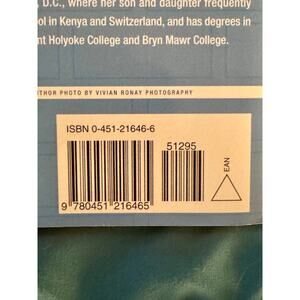 , D.C., where her son and daughter frequently
ol in Kenya and Switzerland, and has degrees in
nt Holyoke College and Bryn Mawr College.
UTHOR PHOTO BY VIVIAN RONAY PHOTOGRAPHY
ISBN 0-451-21646-6
51295
EAN
9 780451 216465